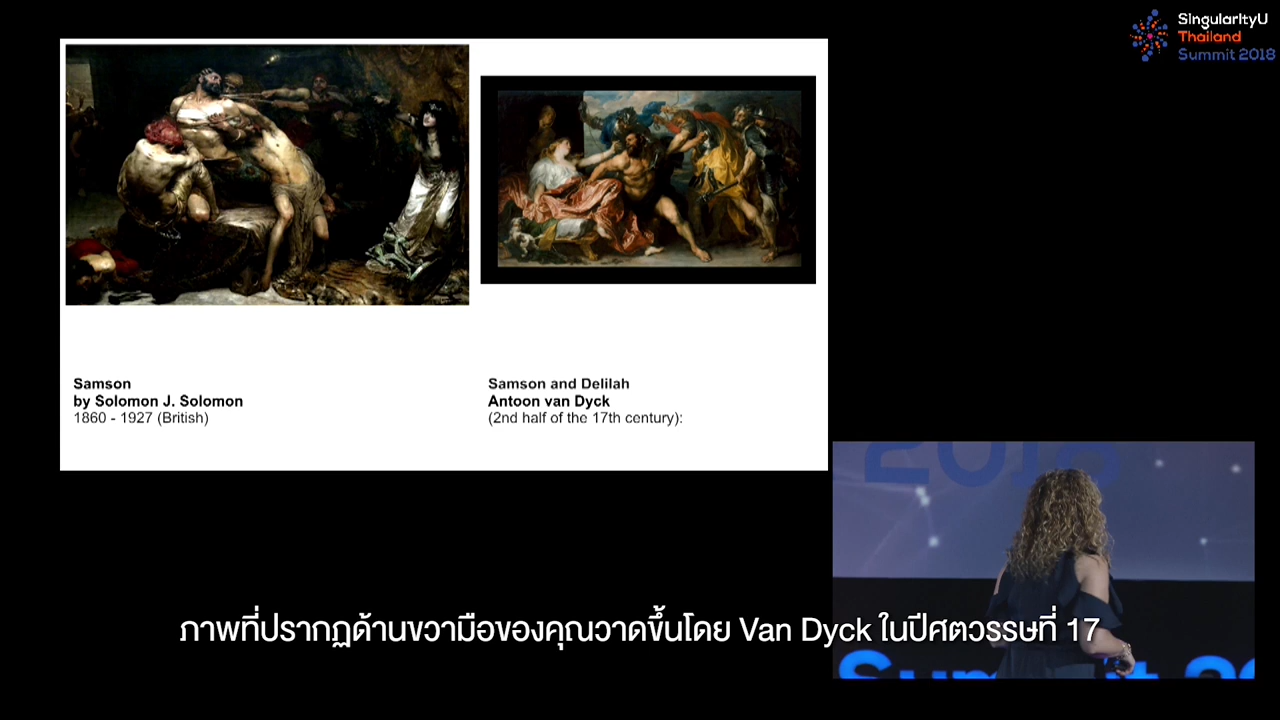 SingularityU
Thailand
Summit 2018
Samson
by Solomon J. Solomon
1860 - 1927 (British)
Samson and Delilah
Antoon van Dyck
(2nd half of the 17th century):
2018
ภาพที่ปรากฏด้านขวามือของคุณวาดขึ้นโดย Van Dyck ในปีศตวรรษที่ 17